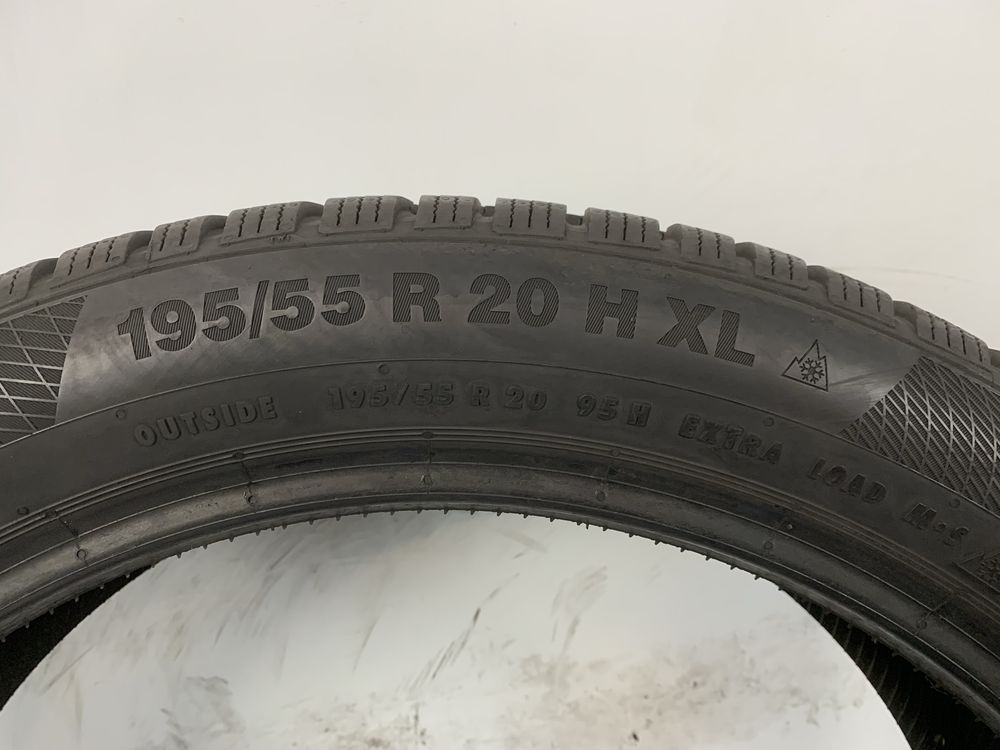 195/55 R 20 H XL
OUTSIDE 195/55 R 20 95 H EXTRA LOAD M+S